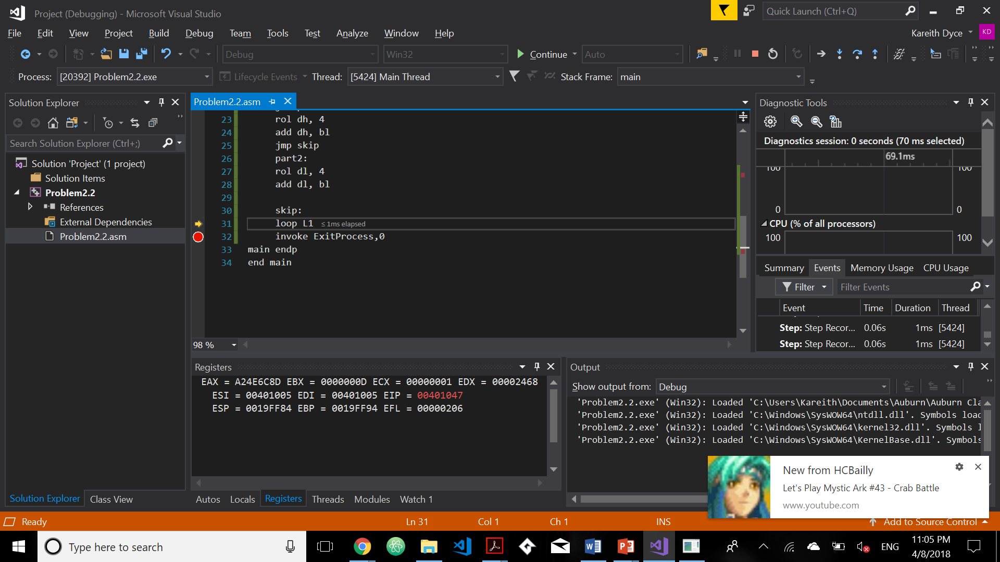 Project (Debugging) - Microsoft Visual Studio
Quick Launch (Ctrl+Q)
File Edit View Project Build Debug Team Tools Test Analyze Window Help
Kareith Dyce KD
Debug Win32 Continue Auto
Process: [20392] Problem2.2.exe Lifecycle Events Thread: [5424] Main Thread Stack Frame: main
Solution Explorer
Search Solution Explorer (Ctrl+;)
Solution 'Project' (1 project)
Solution Items
Problem2.2
References
External Dependencies
Problem2.2.asm
Solution Explorer Class View
Problem2.2.asm
23 rol dh, 4
24 add dh, bl
25 jmp skip
26 part2:
27 rol dl, 4
28 add dl, bl
29
30 skip:
31 loop L1 ≤ 1ms elapsed
32 invoke ExitProcess,0
33 main endp
34 end main
98 %
Diagnostic Tools
Diagnostics session: 0 seconds (70 ms selected)
69.1ms
100 100
0 0
CPU (% of all processors)
100 100
Summary Events Memory Usage CPU Usage
Filter Filter Events
Event Time Duration Thread
Step: Step Recor... 0.06s 1ms [5424]
Step: Step Recor... 0.06s 1ms [5424]
Registers
EAX = A24E6C8D EBX = 0000000D ECX = 00000001 EDX = 00002468
ESI = 00401005 EDI = 00401005 EIP = 00401047
ESP = 0019FF84 EBP = 0019FF94 EFL = 00000206
Autos Locals Registers Threads Modules Watch 1
Output
Show output from: Debug
'Problem2.2.exe' (Win32): Loaded 'C:\Users\Kareith\Documents\Auburn\Auburn Cla
'Problem2.2.exe' (Win32): Loaded 'C:\Windows\SysWOW64\ntdll.dll'. Symbols load
'Problem2.2.exe' (Win32): Loaded 'C:\Windows\SysWOW64\kernel32.dll'. Symbols l
'Problem2.2.exe' (Win32): Loaded 'C:\Windows\SysWOW64\KernelBase.dll'. Symbols
New from HCBailly
Let's Play Mystic Ark #43 - Crab Battle
www.youtube.com
Ready Ln 31 Col 1 Ch 1 INS Add to Source Control
Type here to search
ENG
11:05 PM
4/8/2018